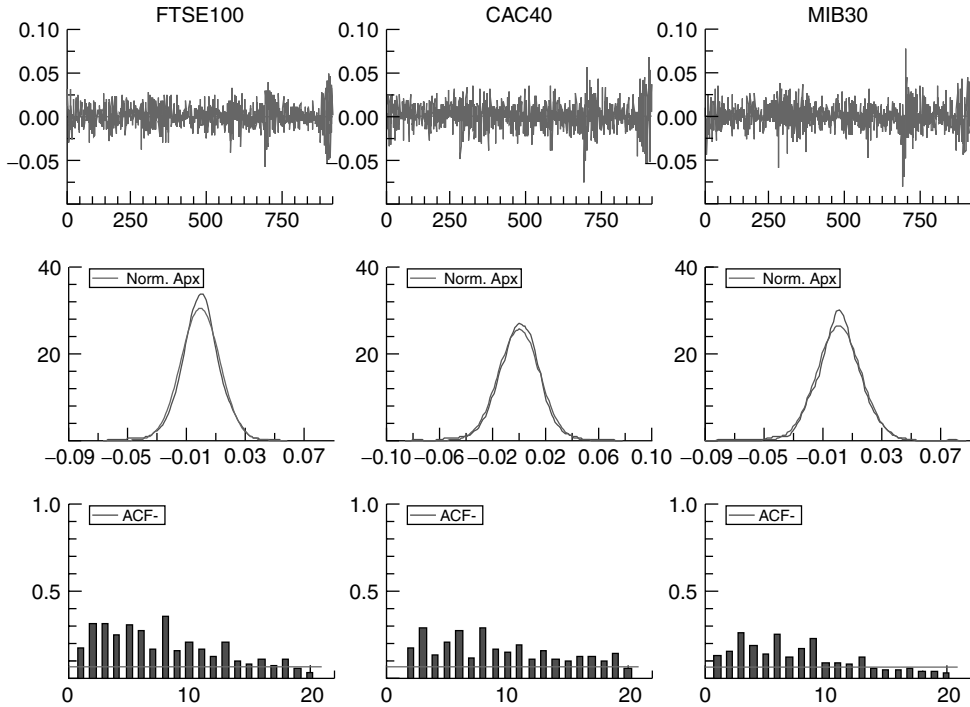 FTSE100 CAC40 MIB30
0.10 0.10 0.10
0.05 0.05 0.05
0.00 0.00 0.00
−0.05 −0.05 −0.05
0 250 500 750 0 250 500 750 0 250 500 750
40 40 40
Norm. Apx Norm. Apx Norm. Apx
20 20 20
−0.09 −0.05 −0.01 0.03 0.07 −0.10 −0.06 −0.02 0.02 0.06 0.10 −0.09 −0.05 −0.01 0.03 0.07
1.0 1.0 1.0
ACF- ACF- ACF-
0.5 0.5 0.5
0 10 20 0 10 20 0 10 20